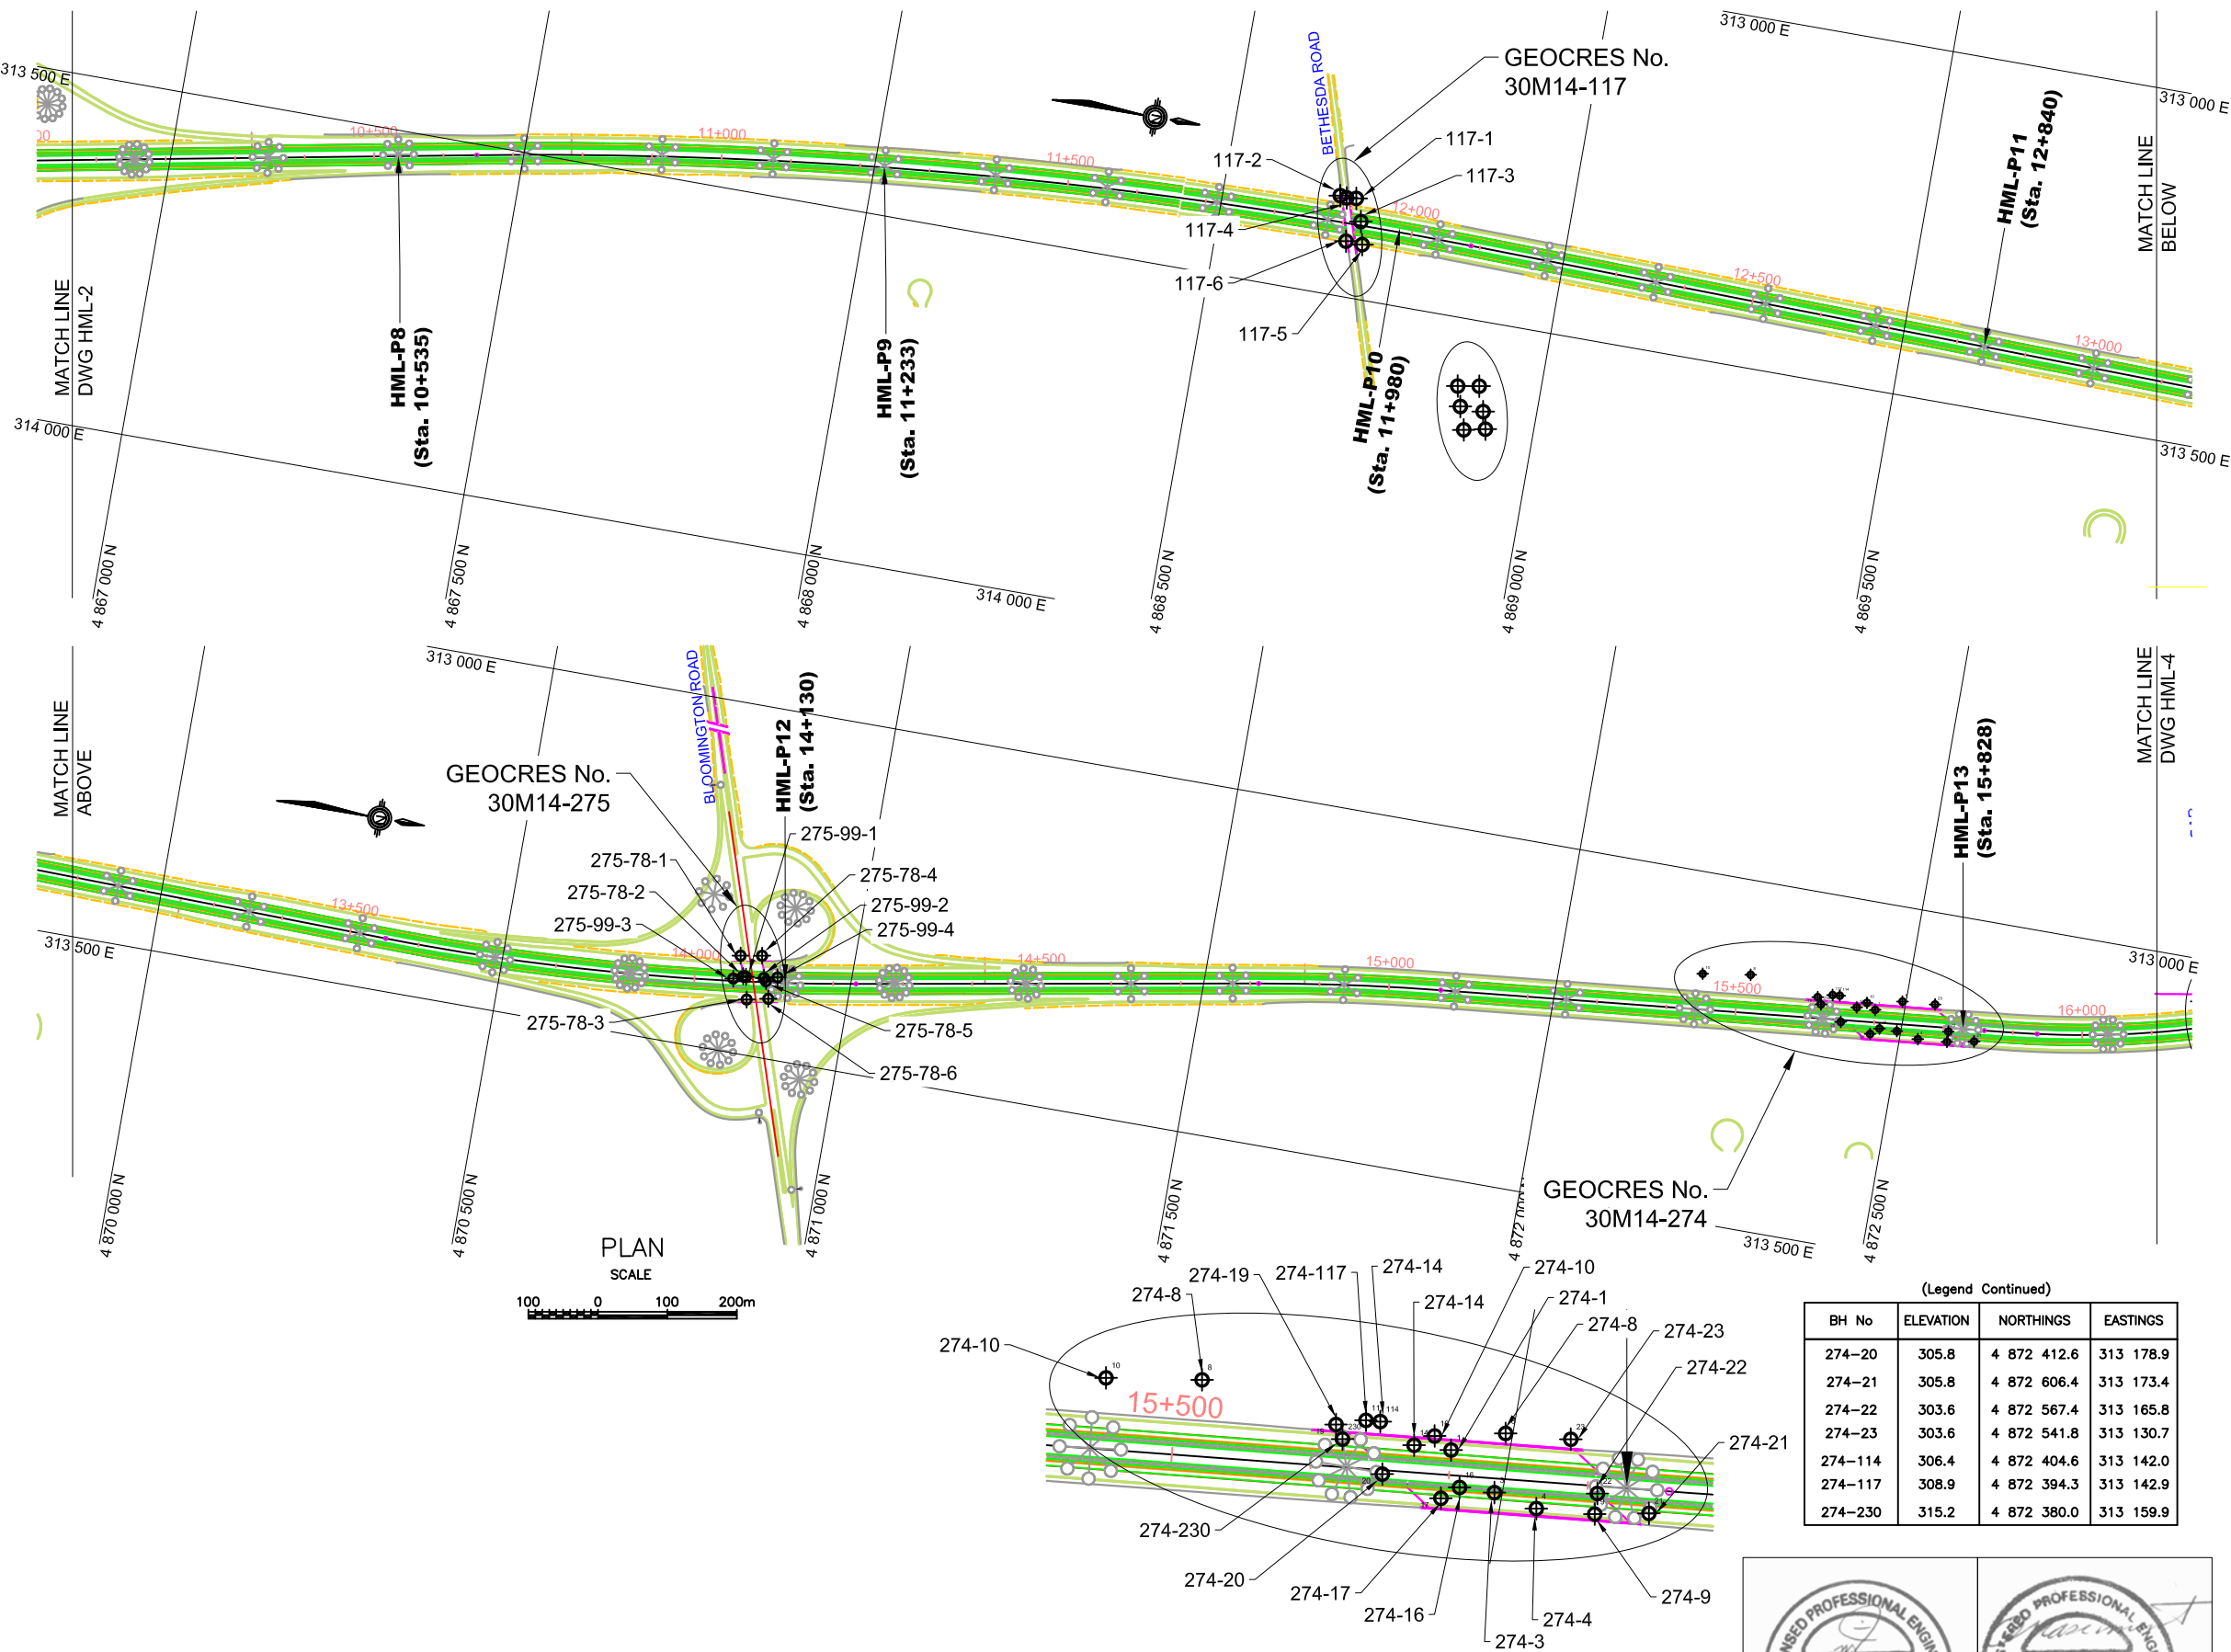 313 500 E
10+500
11+000
11+500
12+000
12+500
13+000
313 000 E
313 000 E
BETHESDA ROAD
GEOCRES No.
30M14-117
117-1
117-2
117-3
117-4
117-6
117-5
HML-P8
(Sta. 10+535)
HML-P9
(Sta. 11+233)
HML-P10
(Sta. 11+980)
HML-P11
(Sta. 12+840)
MATCH LINE
DWG HML-2
MATCH LINE
BELOW
314 000 E
314 000 E
313 500 E
4 867 000 N
4 867 500 N
4 868 000 N
4 868 500 N
4 869 000 N
4 869 500 N
MATCH LINE
ABOVE
313 000 E
BLOOMINGTON ROAD
HML-P12
(Sta. 14+130)
GEOCRES No.
30M14-275
275-99-1
275-78-1
275-78-4
275-78-2
275-99-2
275-99-3
275-99-4
275-78-3
275-78-5
275-78-6
313 500 E
13+500
14+000
14+500
15+000
15+500
16+000
HML-P13
(Sta. 15+828)
MATCH LINE
DWG HML-4
313 000 E
GEOCRES No.
30M14-274
313 500 E
4 870 000 N
4 870 500 N
4 871 000 N
4 871 500 N
4 872 000 N
4 872 500 N
PLAN
SCALE
100 0 100 200m
274-19
274-117
274-14
274-10
274-8
274-14
274-1
274-8
274-23
274-10
274-22
15+500
274-21
274-230
274-20
274-17
274-16
274-3
274-4
274-9
(Legend Continued)
BH No ELEVATION NORTHINGS EASTINGS
274-20 305.8 4 872 412.6 313 178.9
274-21 305.8 4 872 606.4 313 173.4
274-22 303.6 4 872 567.4 313 165.8
274-23 303.6 4 872 541.8 313 130.7
274-114 306.4 4 872 404.6 313 142.0
274-117 308.9 4 872 394.3 313 142.9
274-230 315.2 4 872 380.0 313 159.9
PROFESSIONAL
PROFESSIONAL